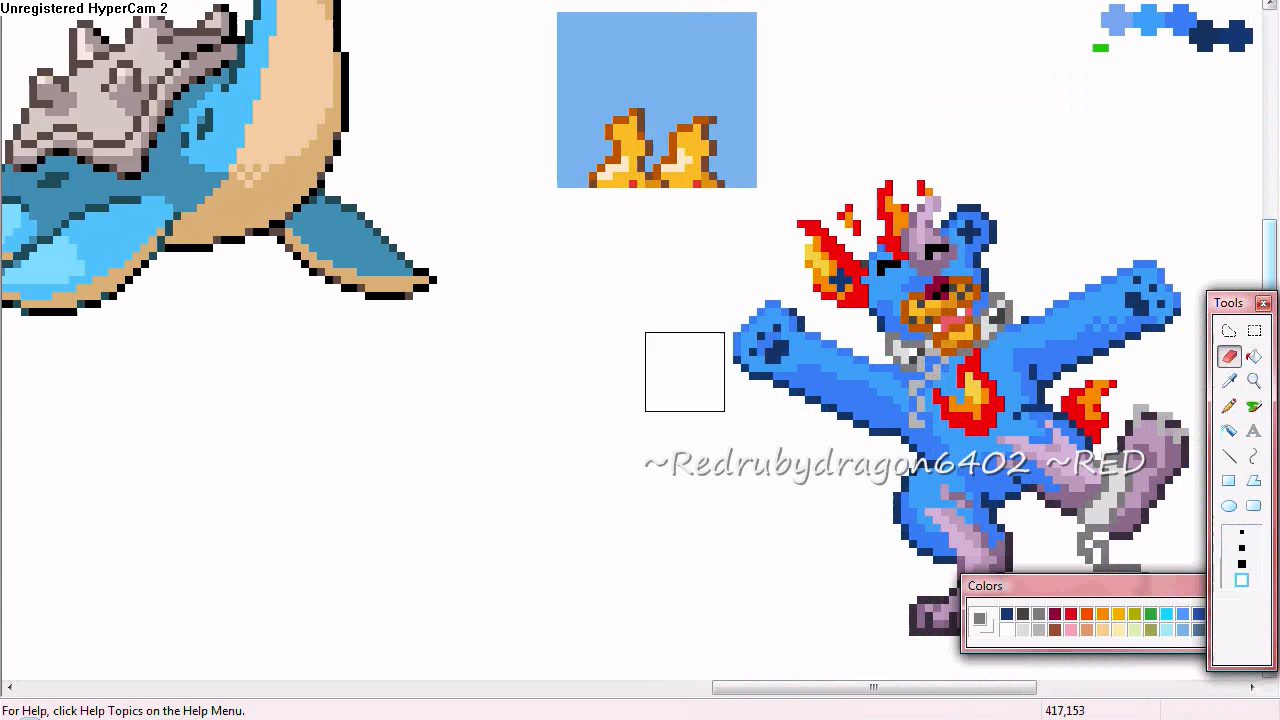 Unregistered HyperCam 2
Tools
~Redrubydragon6402 ~RED
Colors
A
For Help, click Help Topics on the Help Menu.
417,153